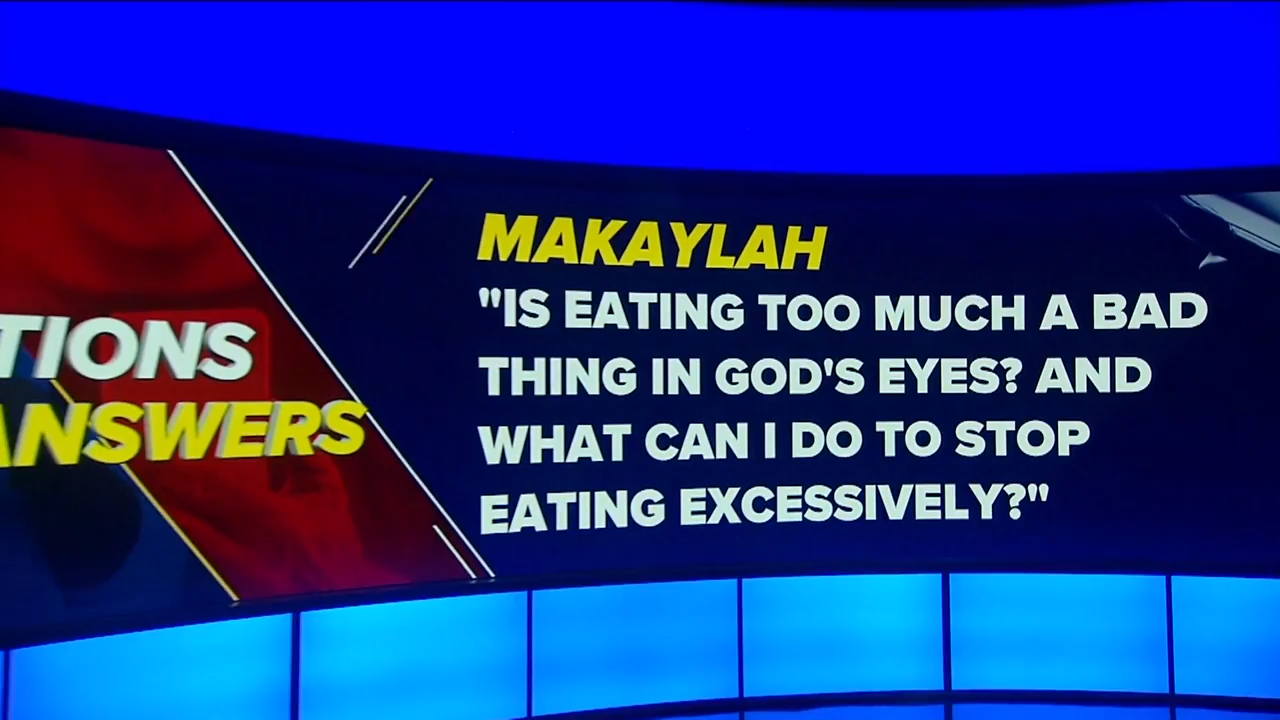 TIONS
ANSWERS
MAKAYLAH
"IS EATING TOO MUCH A BAD
THING IN GOD'S EYES? AND
WHAT CAN I DO TO STOP
EATING EXCESSIVELY?"